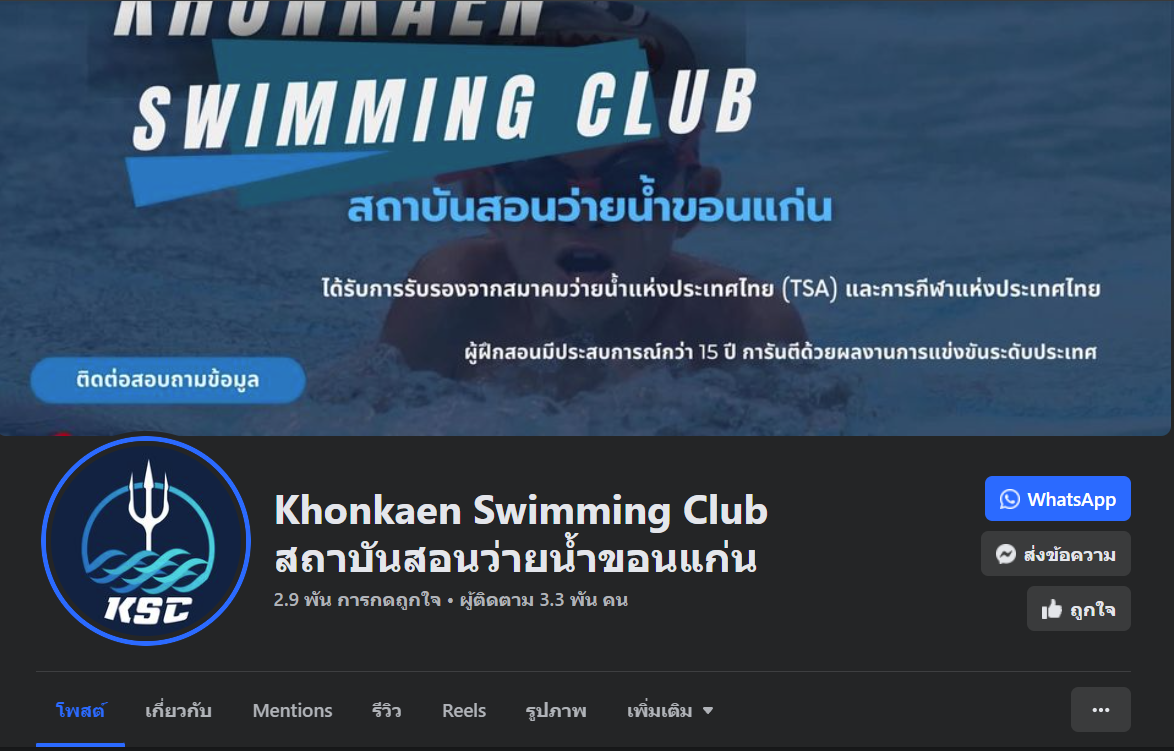 KHONKAEN
SWIMMING CLUB
สถาบันสอนว่ายน้ำขอนแก่น
ได้รับการรับรองจากสมาคมว่ายน้ำแห่งประเทศไทย (TSA) และการกีฬาแห่งประเทศไทย
ผู้ฝึกสอนมีประสบการณ์กว่า 15 ปี การันตีด้วยผลงานการแข่งขันระดับประเทศ
ติดต่อสอบถามข้อมูล
KSC
Khonkaen Swimming Club
สถาบันสอนว่ายน้ำขอนแก่น
2.9 พัน การกดถูกใจ • ผู้ติดตาม 3.3 พัน คน
WhatsApp
ส่งข้อความ
ถูกใจ
โพสต์ เกี่ยวกับ Mentions รีวิว Reels รูปภาพ เพิ่มเติม